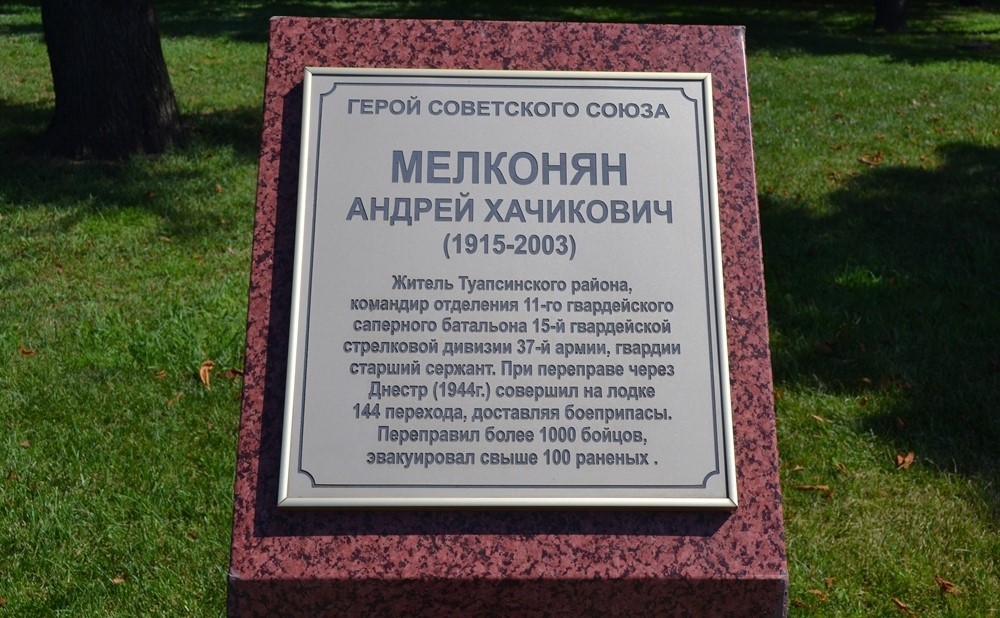 ГЕРОЙ СОВЕТСКОГО СОЮЗА
МЕЛКОНЯН
АНДРЕЙ ХАЧИКОВИЧ
(1915-2003)
Житель Туапсинского района,
командир отделения 11-го гвардейского
саперного батальона 15-й гвардейской
стрелковой дивизии 37-й армии, гвардии
старший сержант. При переправе через
Днестр (1944г.) совершил на лодке
144 перехода, доставляя боеприпасы.
Переправил более 1000 бойцов,
эвакуировал свыше 100 раненых .